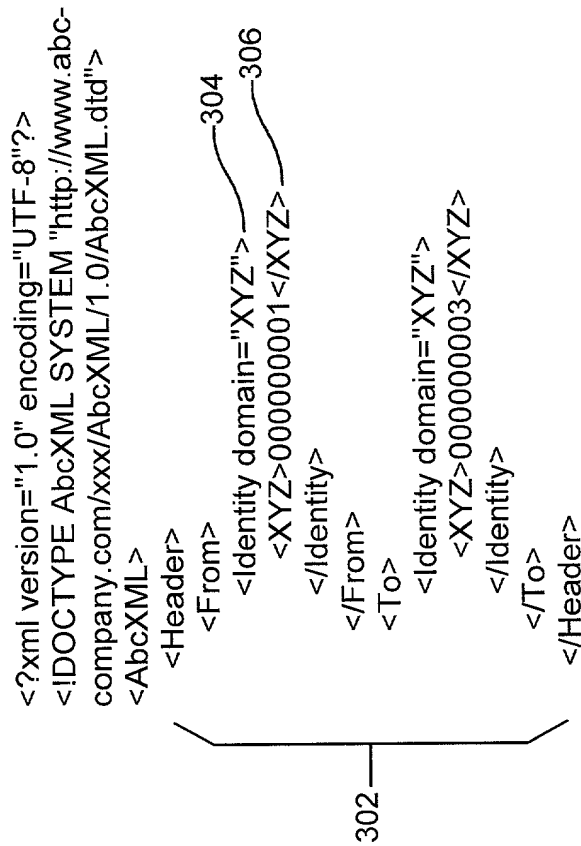 <?xml version="1.0" encoding="UTF-8"?>
<!DOCTYPE AbcXML SYSTEM "http://www.abc-
company.com/xxx/AbcXML/1.0/AbcXML.dtd">
<AbcXML>
<Header>
<From>
<Identity domain="XYZ">
304
<XYZ>000000001</XYZ>
306
</Identity>
</From>
<To>
<Identity domain="XYZ">
<XYZ>000000003</XYZ>
</Identity>
</To>
</Header>
302